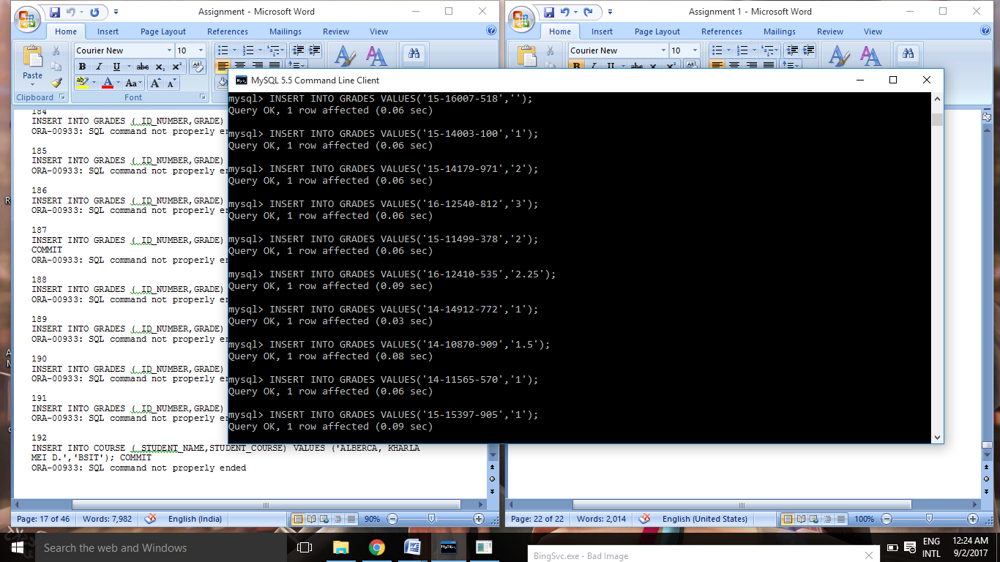 Assignment - Microsoft Word
Home Insert Page Layout References Mailings Review View
Courier New 10
Paste
B I U abc x₂ x²
ab A Aa A A
Clipboard Font
184
INSERT INTO GRADES ( ID_NUMBER,GRADE)
ORA-00933: SQL command not properly en
185
INSERT INTO GRADES ( ID_NUMBER,GRADE)
ORA-00933: SQL command not properly en
186
INSERT INTO GRADES ( ID_NUMBER,GRADE)
ORA-00933: SQL command not properly en
187
INSERT INTO GRADES ( ID_NUMBER,GRADE)
COMMIT
ORA-00933: SQL command not properly en
188
INSERT INTO GRADES ( ID_NUMBER,GRADE)
ORA-00933: SQL command not properly en
189
INSERT INTO GRADES ( ID_NUMBER,GRADE)
ORA-00933: SQL command not properly en
190
INSERT INTO GRADES ( ID_NUMBER,GRADE)
ORA-00933: SQL command not properly en
191
INSERT INTO GRADES ( ID_NUMBER,GRADE)
ORA-00933: SQL command not properly en
192
INSERT INTO COURSE ( STUDENT_NAME,STUDENT_COURSE) VALUES ('ALBERCA, KHARLA
MEI D.','BSIT'); COMMIT
ORA-00933: SQL command not properly ended
Page: 17 of 46 Words: 7,982 English (India) 90%
Assignment 1 - Microsoft Word
Home Insert Page Layout References Mailings Review View
Courier New 10
Page: 22 of 22 Words: 2,014 English (United States) 100%
MySQL 5.5 Command Line Client
mysql> INSERT INTO GRADES VALUES('15-16007-518','');
Query OK, 1 row affected (0.06 sec)
mysql> INSERT INTO GRADES VALUES('15-14003-100','1');
Query OK, 1 row affected (0.06 sec)
mysql> INSERT INTO GRADES VALUES('15-14179-971','2');
Query OK, 1 row affected (0.06 sec)
mysql> INSERT INTO GRADES VALUES('16-12540-812','3');
Query OK, 1 row affected (0.06 sec)
mysql> INSERT INTO GRADES VALUES('15-11499-378','2');
Query OK, 1 row affected (0.06 sec)
mysql> INSERT INTO GRADES VALUES('16-12410-535','2.25');
Query OK, 1 row affected (0.09 sec)
mysql> INSERT INTO GRADES VALUES('14-14912-772','1');
Query OK, 1 row affected (0.03 sec)
mysql> INSERT INTO GRADES VALUES('14-10870-909','1.5');
Query OK, 1 row affected (0.08 sec)
mysql> INSERT INTO GRADES VALUES('14-11565-570','1');
Query OK, 1 row affected (0.06 sec)
mysql> INSERT INTO GRADES VALUES('15-15397-905','1');
Query OK, 1 row affected (0.09 sec)
Search the web and Windows
BingSvc.exe - Bad Image
ENG
INTL
12:24 AM
9/2/2017